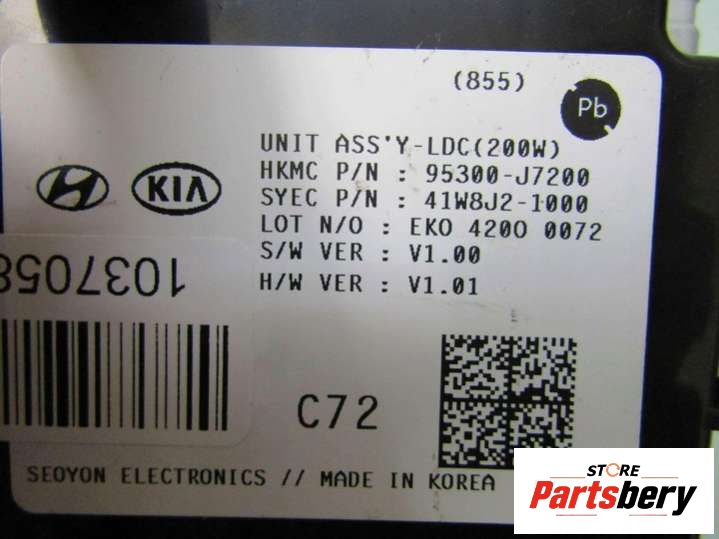 (855)
Pb
UNIT ASS'Y-LDC(200W)
HKMC P/N : 95300-J7200
SYEC P/N : 41W8J2-1000
LOT N/O : EKO 4200 0072
S/W VER : V1.00
H/W VER : V1.01
KIA
1037058
C72
SEOYON ELECTRONICS // MADE IN KOREA
STORE
Partsbery